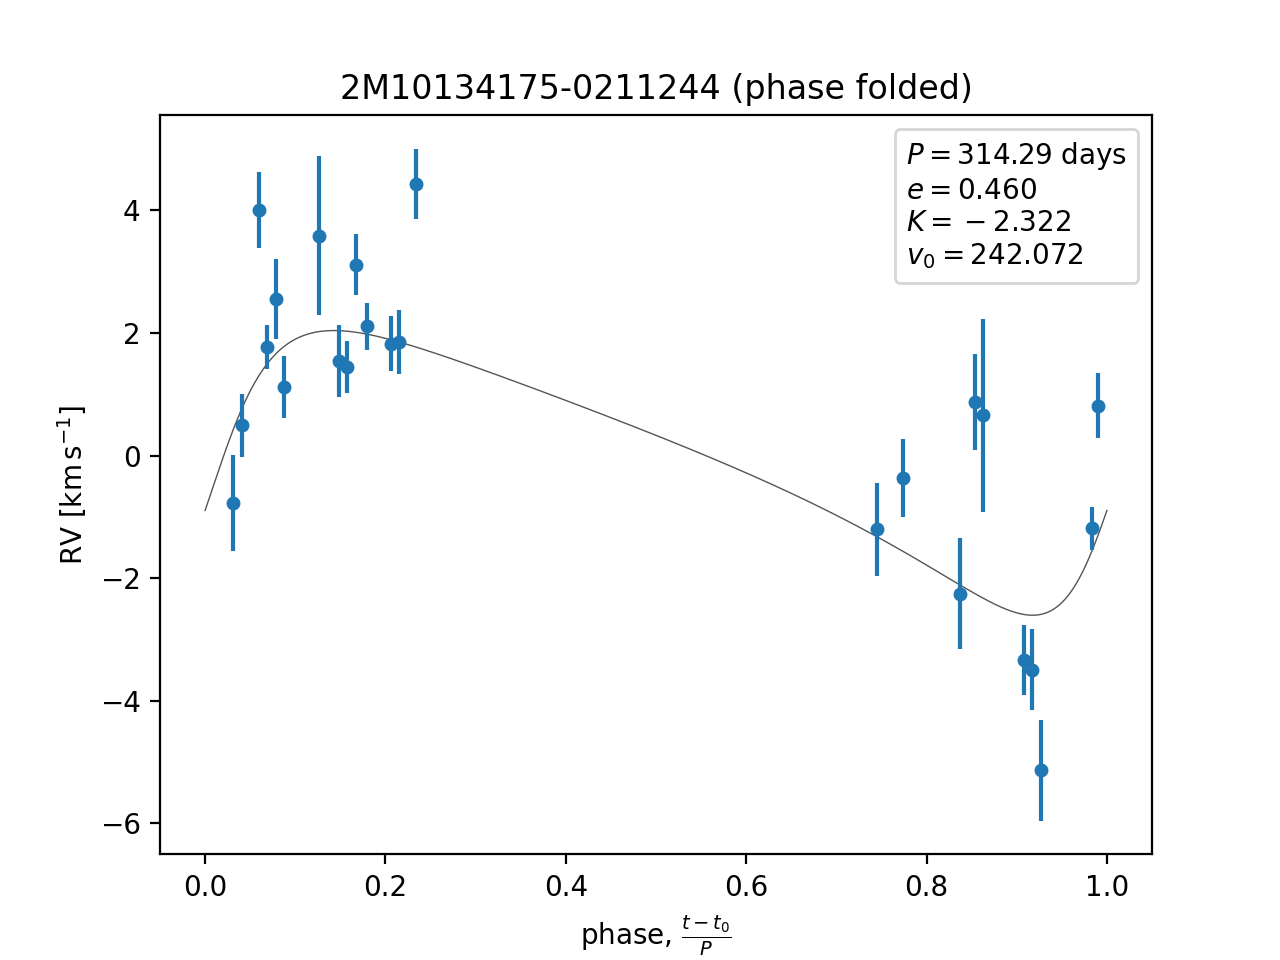 2M10134175-0211244 (phase folded)
P = 314.29 days
e = 0.460
K = −2.322
v₀ = 242.072
RV [km s⁻¹]
4
2
0
−2
−4
−6
0.0 0.2 0.4 0.6 0.8 1.0
phase, (t − t₀)/P